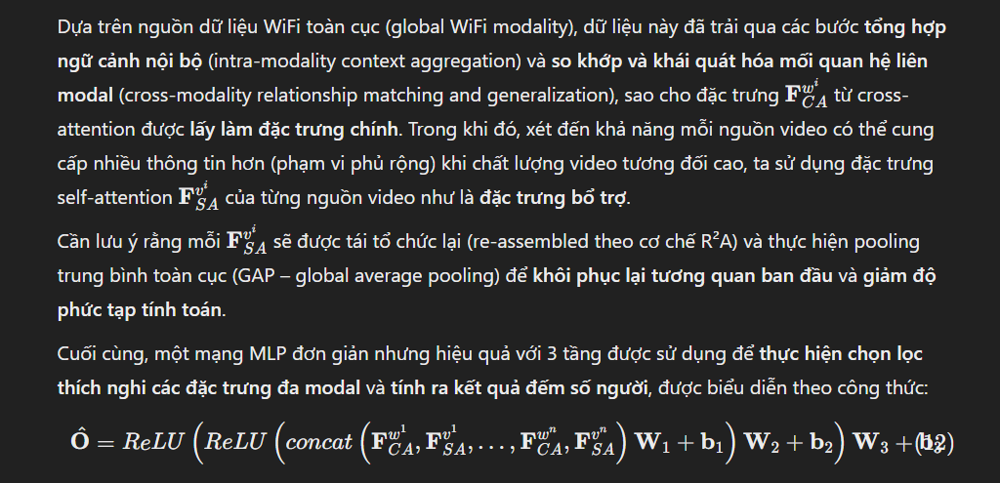 Dựa trên nguồn dữ liệu WiFi toàn cục (global WiFi modality), dữ liệu này đã trải qua các bước tổng hợp
ngữ cảnh nội bộ (intra-modality context aggregation) và so khớp và khái quát hóa mối quan hệ liên
modal (cross-modality relationship matching and generalization), sao cho đặc trưng $\mathbf{F}_{CA}^{w^i}$ từ cross-
attention được lấy làm đặc trưng chính. Trong khi đó, xét đến khả năng mỗi nguồn video có thể cung
cấp nhiều thông tin hơn (phạm vi phủ rộng) khi chất lượng video tương đối cao, ta sử dụng đặc trưng
self-attention $\mathbf{F}_{SA}^{v^i}$ của từng nguồn video như là đặc trưng bổ trợ.
Cần lưu ý rằng mỗi $\mathbf{F}_{SA}^{v^i}$ sẽ được tái tổ chức lại (re-assembled theo cơ chế R²A) và thực hiện pooling
trung bình toàn cục (GAP – global average pooling) để khôi phục lại tương quan ban đầu và giảm độ
phức tạp tính toán.
Cuối cùng, một mạng MLP đơn giản nhưng hiệu quả với 3 tầng được sử dụng để thực hiện chọn lọc
thích nghi các đặc trưng đa modal và tính ra kết quả đếm số người, được biểu diễn theo công thức:
$\hat{\mathbf{O}} = ReLU\left(ReLU\left(concat\left(\mathbf{F}_{CA}^{w^1}, \mathbf{F}_{SA}^{v^1}, \ldots, \mathbf{F}_{CA}^{w^n}, \mathbf{F}_{SA}^{v^n}\right)\mathbf{W}_1 + \mathbf{b}_1\right)\mathbf{W}_2 + \mathbf{b}_2\right)\mathbf{W}_3 + \mathbf{b}_3$ (12)